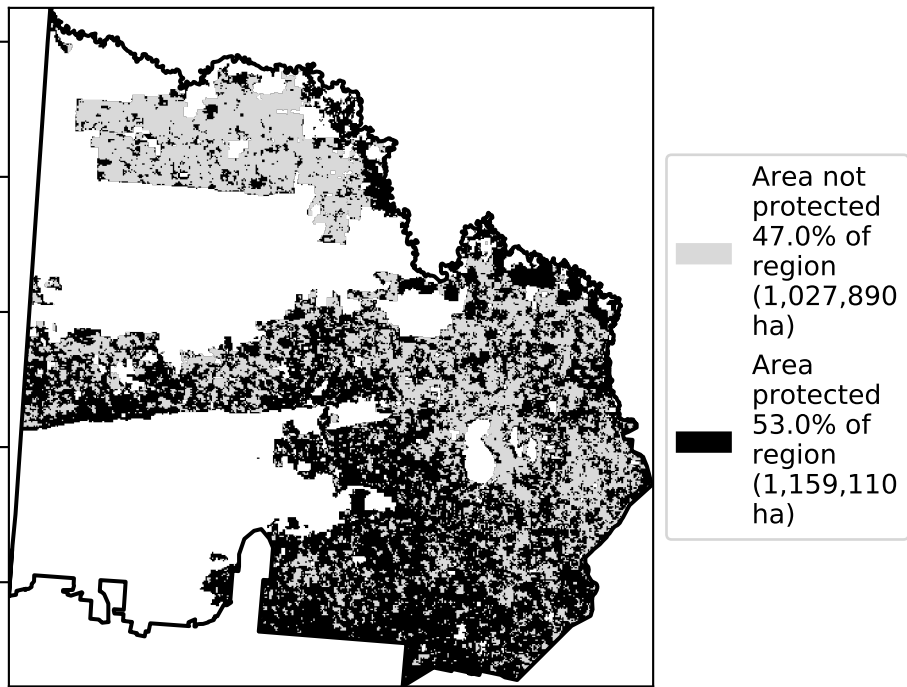 Area not
protected
47.0% of
region
(1,027,890
ha)
Area
protected
53.0% of
region
(1,159,110
ha)